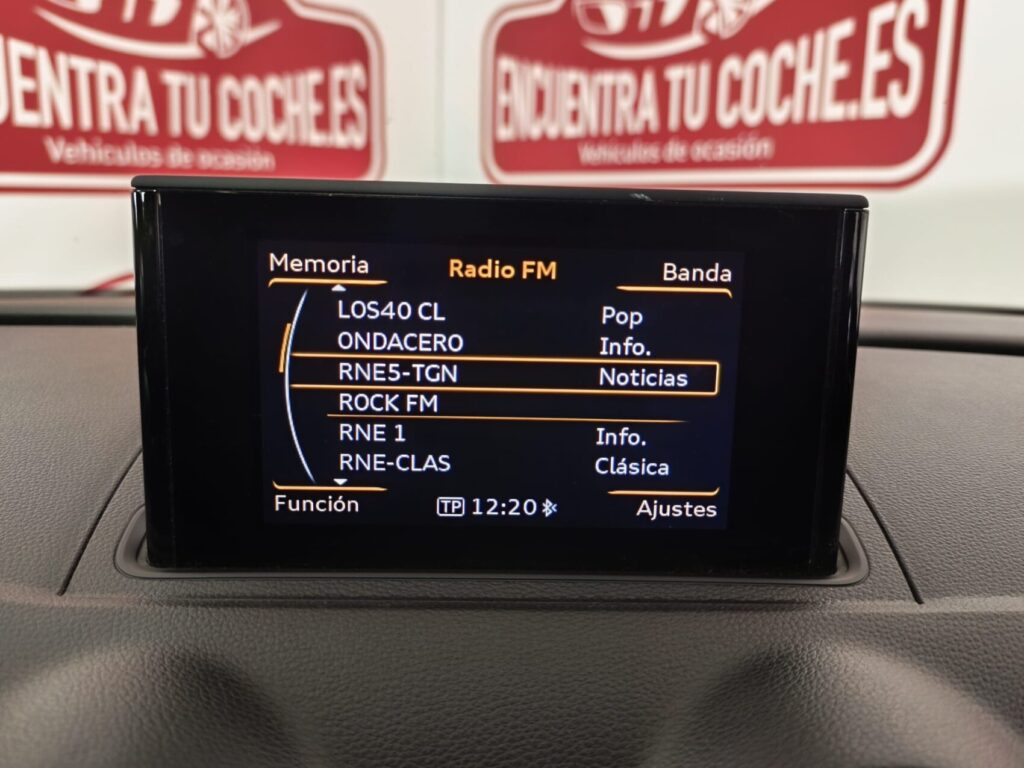 ENCUENTRA TU COCHE.ES
Vehículos de ocasión
ENCUENTRA TU COCHE.ES
Vehículos de ocasión
Memoria Radio FM Banda
LOS40 CL Pop
ONDACERO Info.
RNE5-TGN Noticias
ROCK FM
RNE 1 Info.
RNE-CLAS Clásica
Función TP 12:20 Ajustes